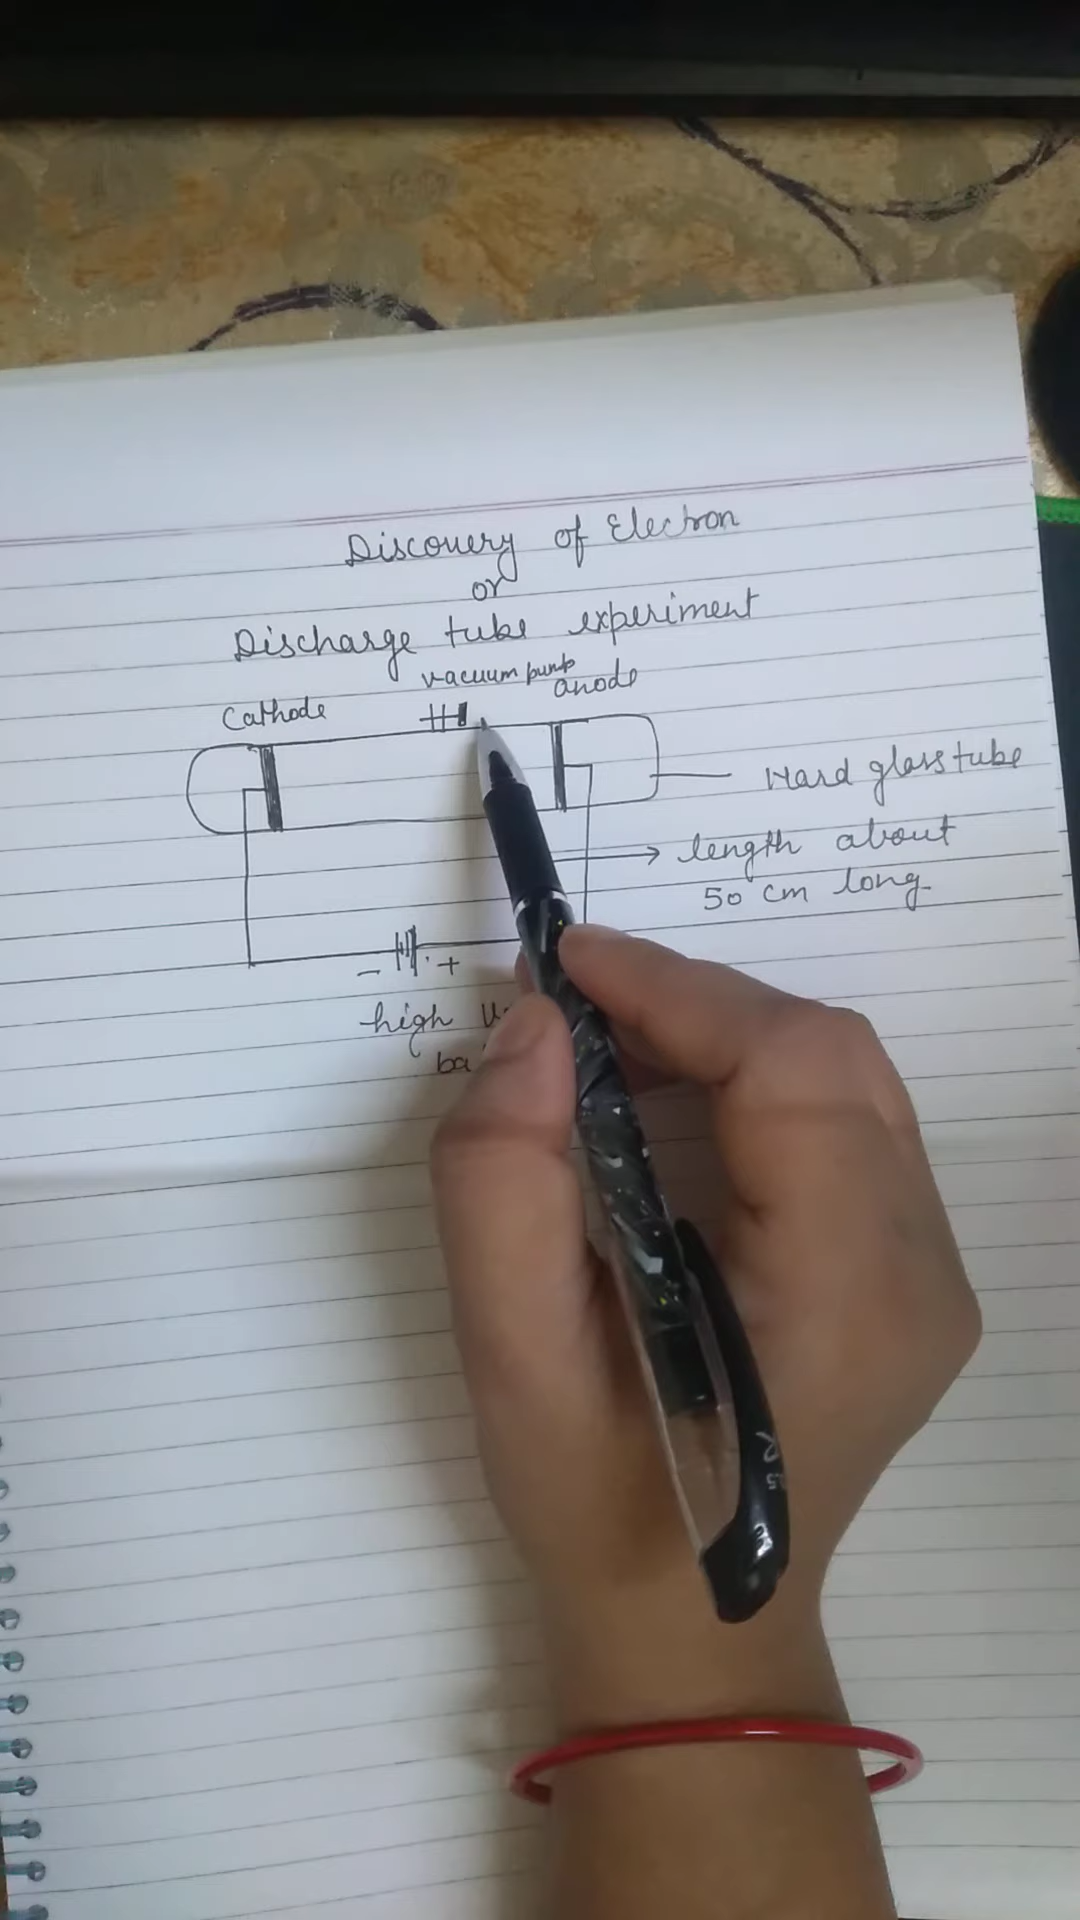 Discovery of Electron
or
Discharge tube experiment
vacuum pump
Cathode
anode
Hard glass tube
length about
50 cm long
- +
high
ba